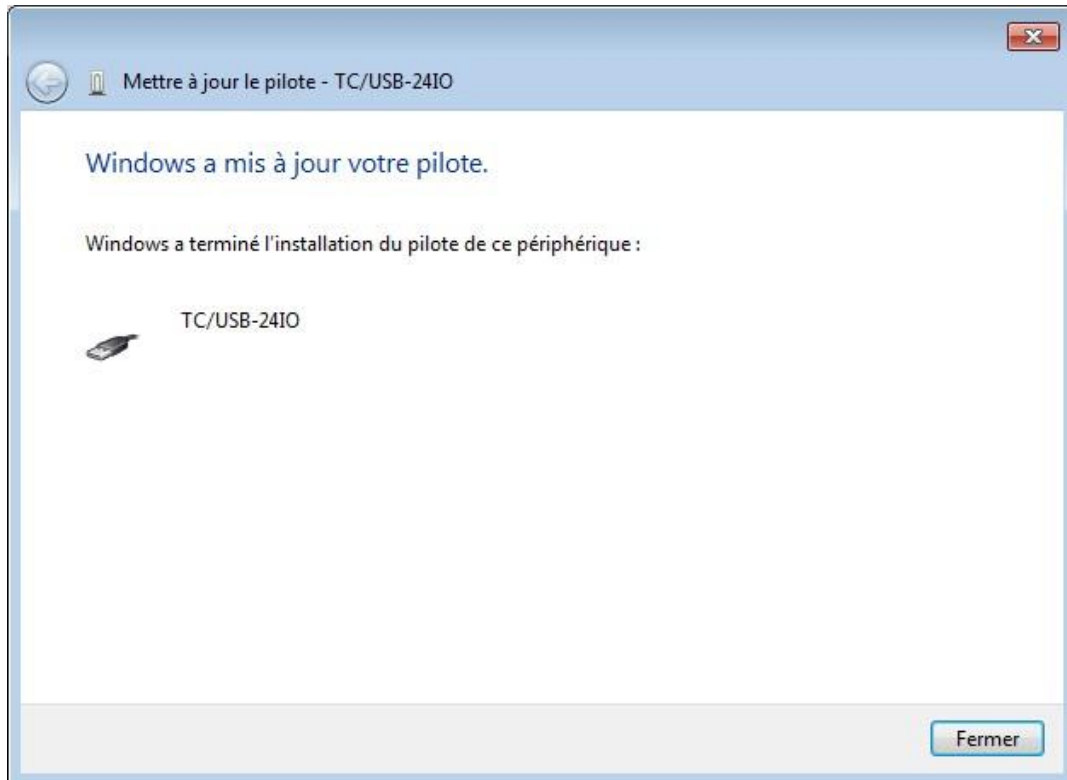 Mettre à jour le pilote - TC/USB-24IO
Windows a mis à jour votre pilote.
Windows a terminé l'installation du pilote de ce périphérique :
TC/USB-24IO
Fermer